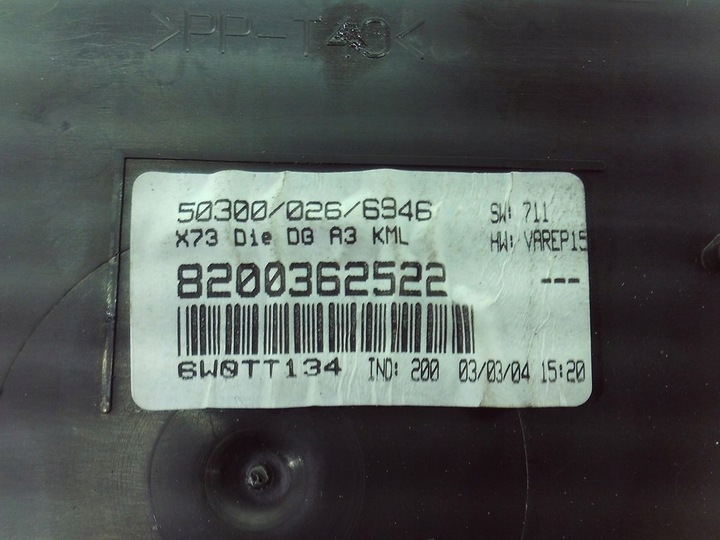 >PP-T40<
50300/026/6946 SW: 711
X73 Die DG A3 KML HW: VAREP15
8200362522 ---
6W0TT134 IND: 200 03/03/04 15:20